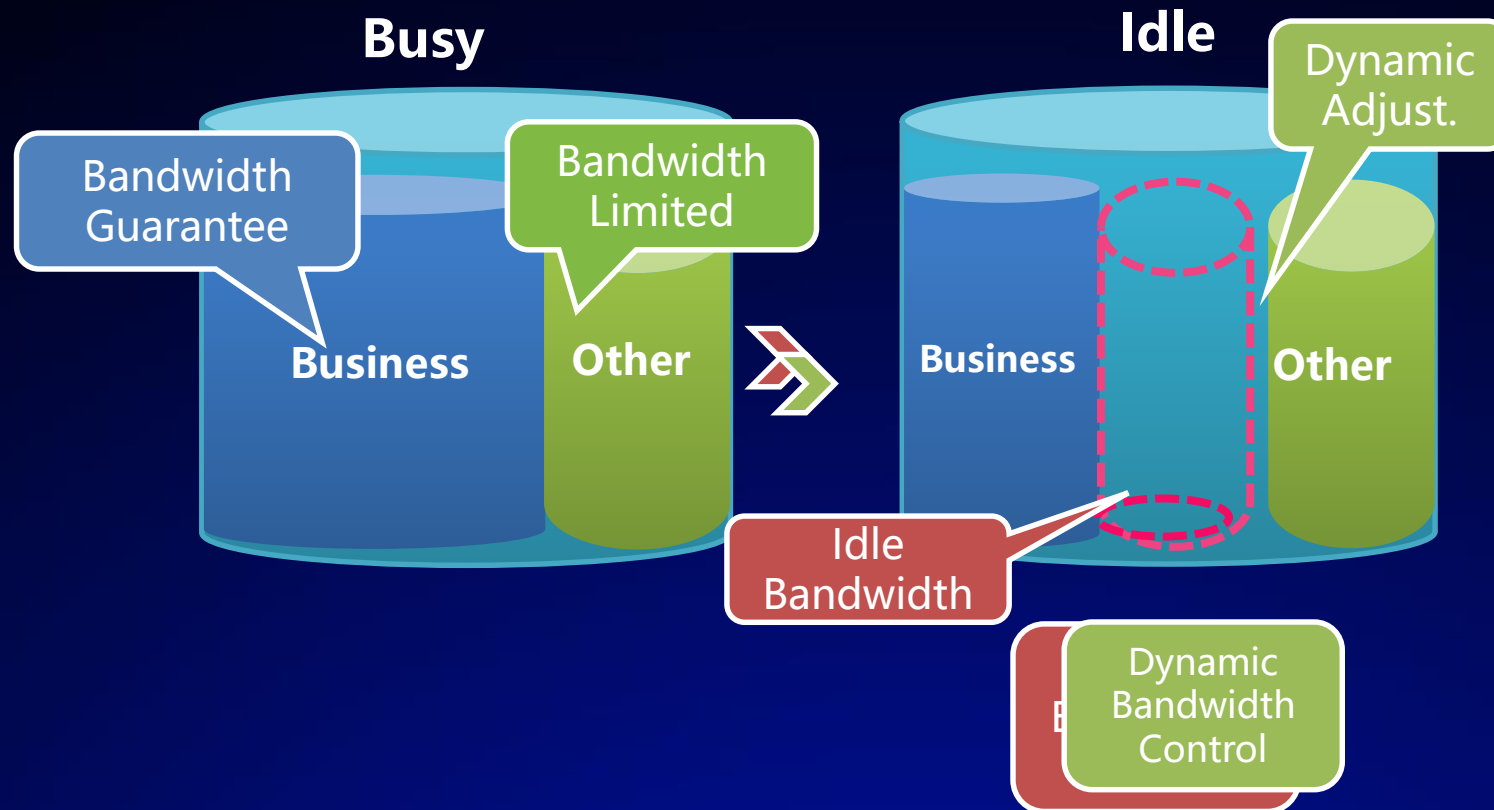 Busy
Idle
Bandwidth
Guarantee
Bandwidth
Limited
Dynamic
Adjust.
Business
Other
Business
Other
Idle
Bandwidth
Dynamic
Bandwidth
Control